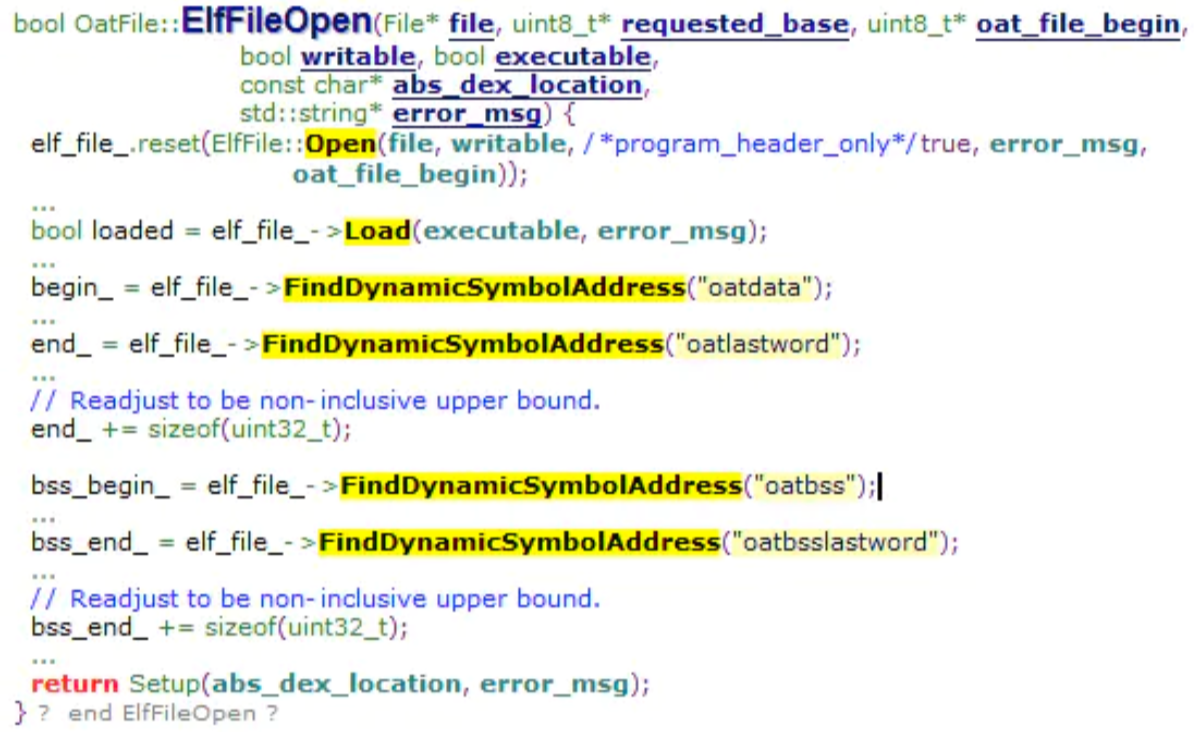 bool OatFile::ElfFileOpen(File* file, uint8_t* requested_base, uint8_t* oat_file_begin,
bool writable, bool executable,
const char* abs_dex_location,
std::string* error_msg) {
elf_file_.reset(ElfFile::Open(file, writable, /*program_header_only*/true, error_msg,
oat_file_begin));
...
bool loaded = elf_file_->Load(executable, error_msg);
...
begin_ = elf_file_->FindDynamicSymbolAddress("oatdata");
...
end_ = elf_file_->FindDynamicSymbolAddress("oatlastword");
...
// Readjust to be non-inclusive upper bound.
end_ += sizeof(uint32_t);
bss_begin_ = elf_file_->FindDynamicSymbolAddress("oatbss");
...
bss_end_ = elf_file_->FindDynamicSymbolAddress("oatbsslastword");
...
// Readjust to be non-inclusive upper bound.
bss_end_ += sizeof(uint32_t);
...
return Setup(abs_dex_location, error_msg);
} ? end ElfFileOpen ?